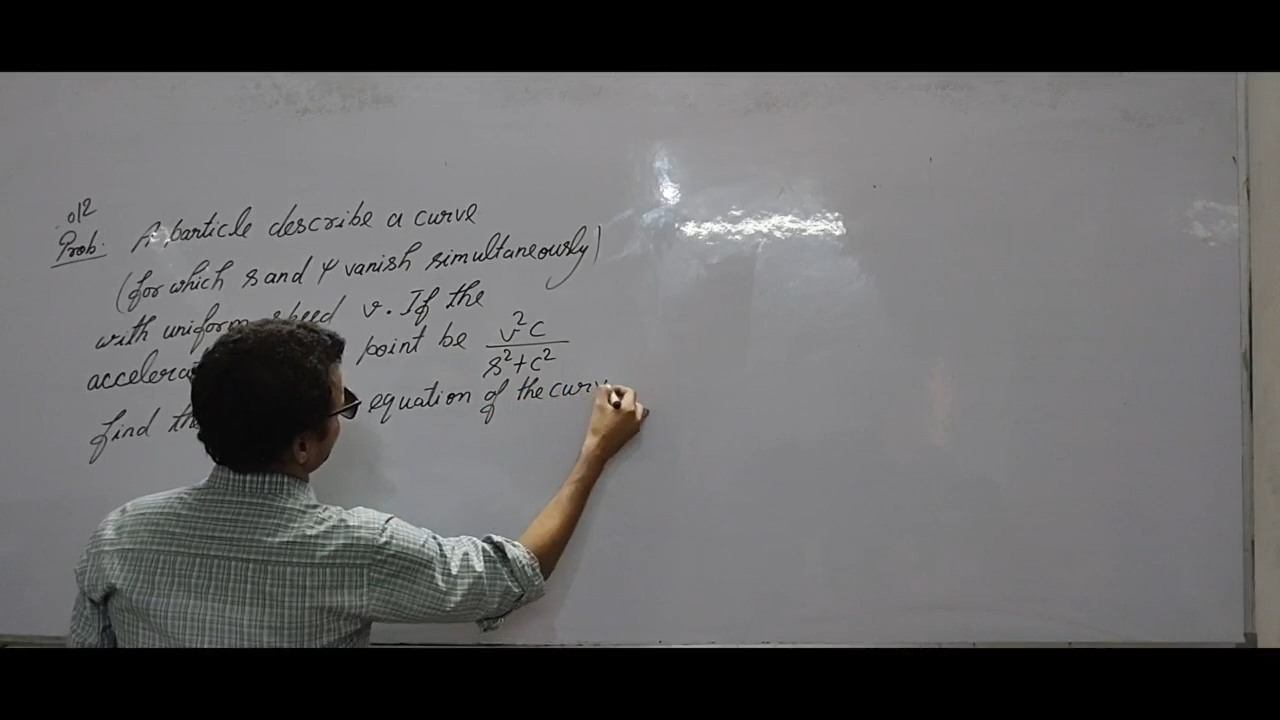 012
Prob: A particle describe a curve
(for which s and ψ vanish simultaneously)
with uniform speed v. If the
point be v²c / s²+c²
find equation of the curv